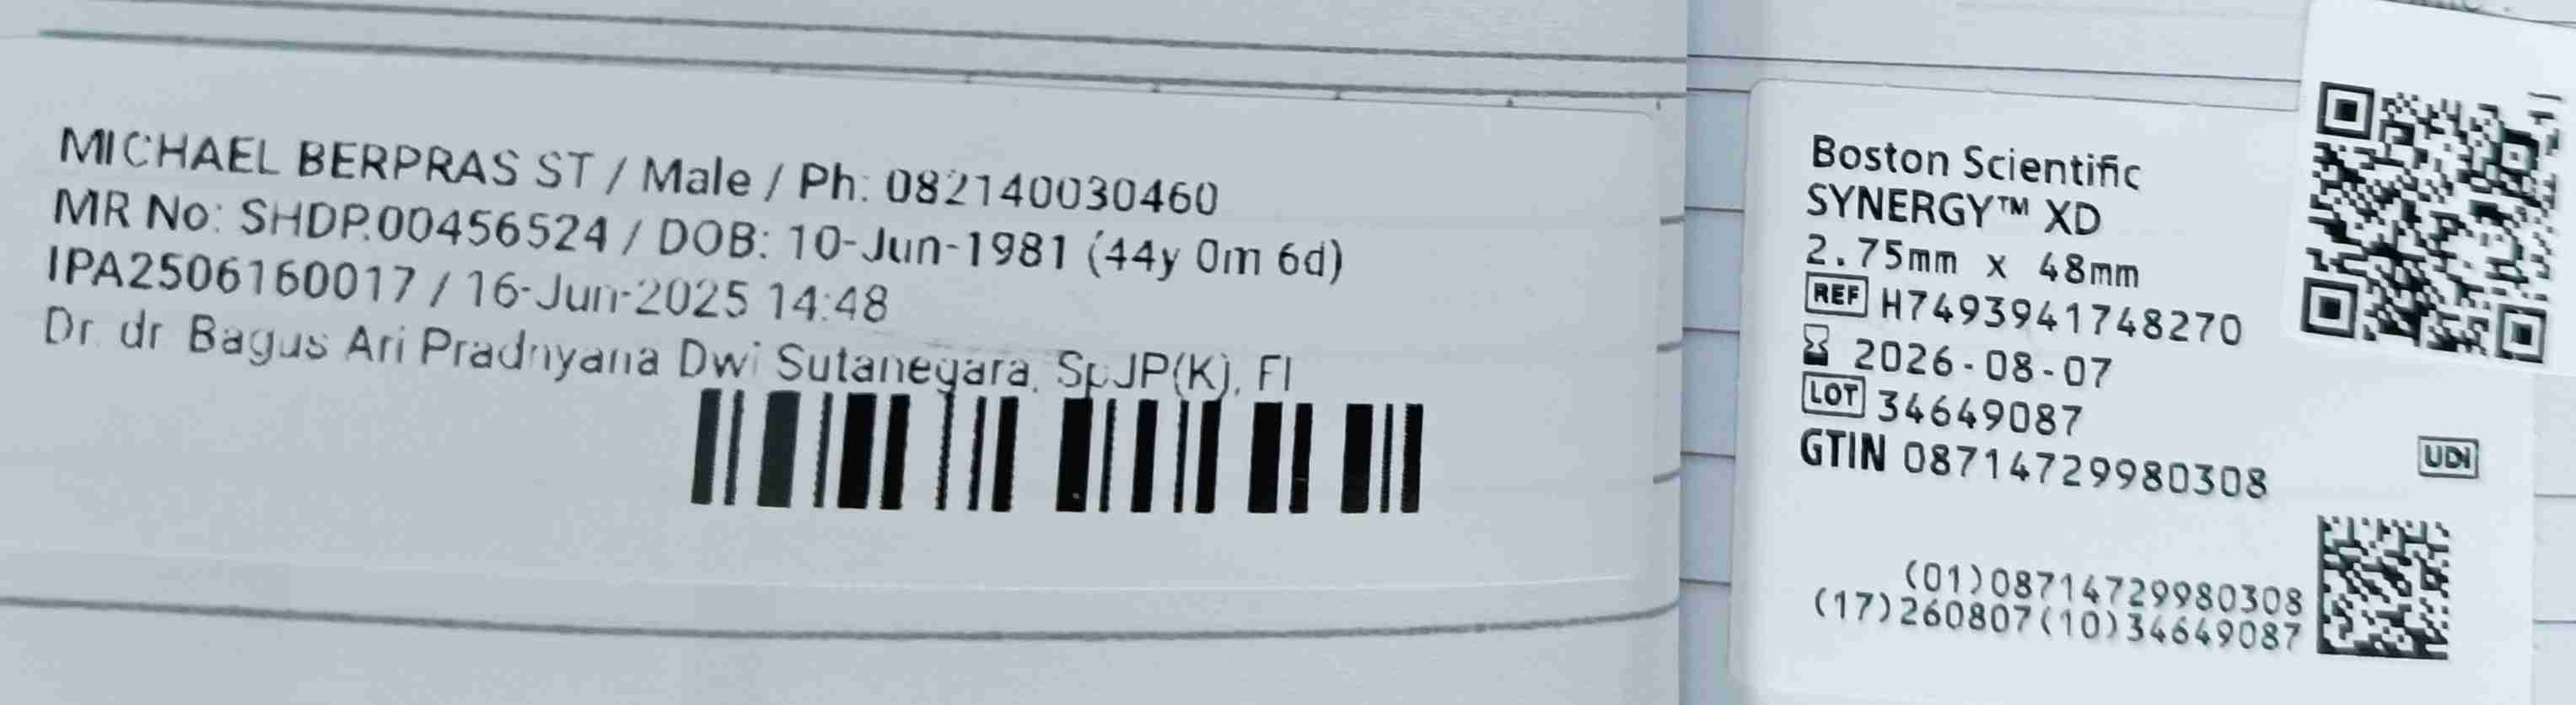 MICHAEL BERPRAS ST / Male / Ph: 082140030460
MR No: SHDP.00456524 / DOB: 10-Jun-1981 (44y 0m 6d)
IPA2506160017 / 16-Jun-2025 14:48
Dr. dr Bagus Ari Pradnyana Dwi Sutanegara, SpJP(K), FI
Boston Scientific
SYNERGY™ XD
2.75mm x 48mm
REF H7493941748270
2026-08-07
LOT 34649087
GTIN 08714729980308
UDI
(01)08714729980308
(17)260807(10)34649087